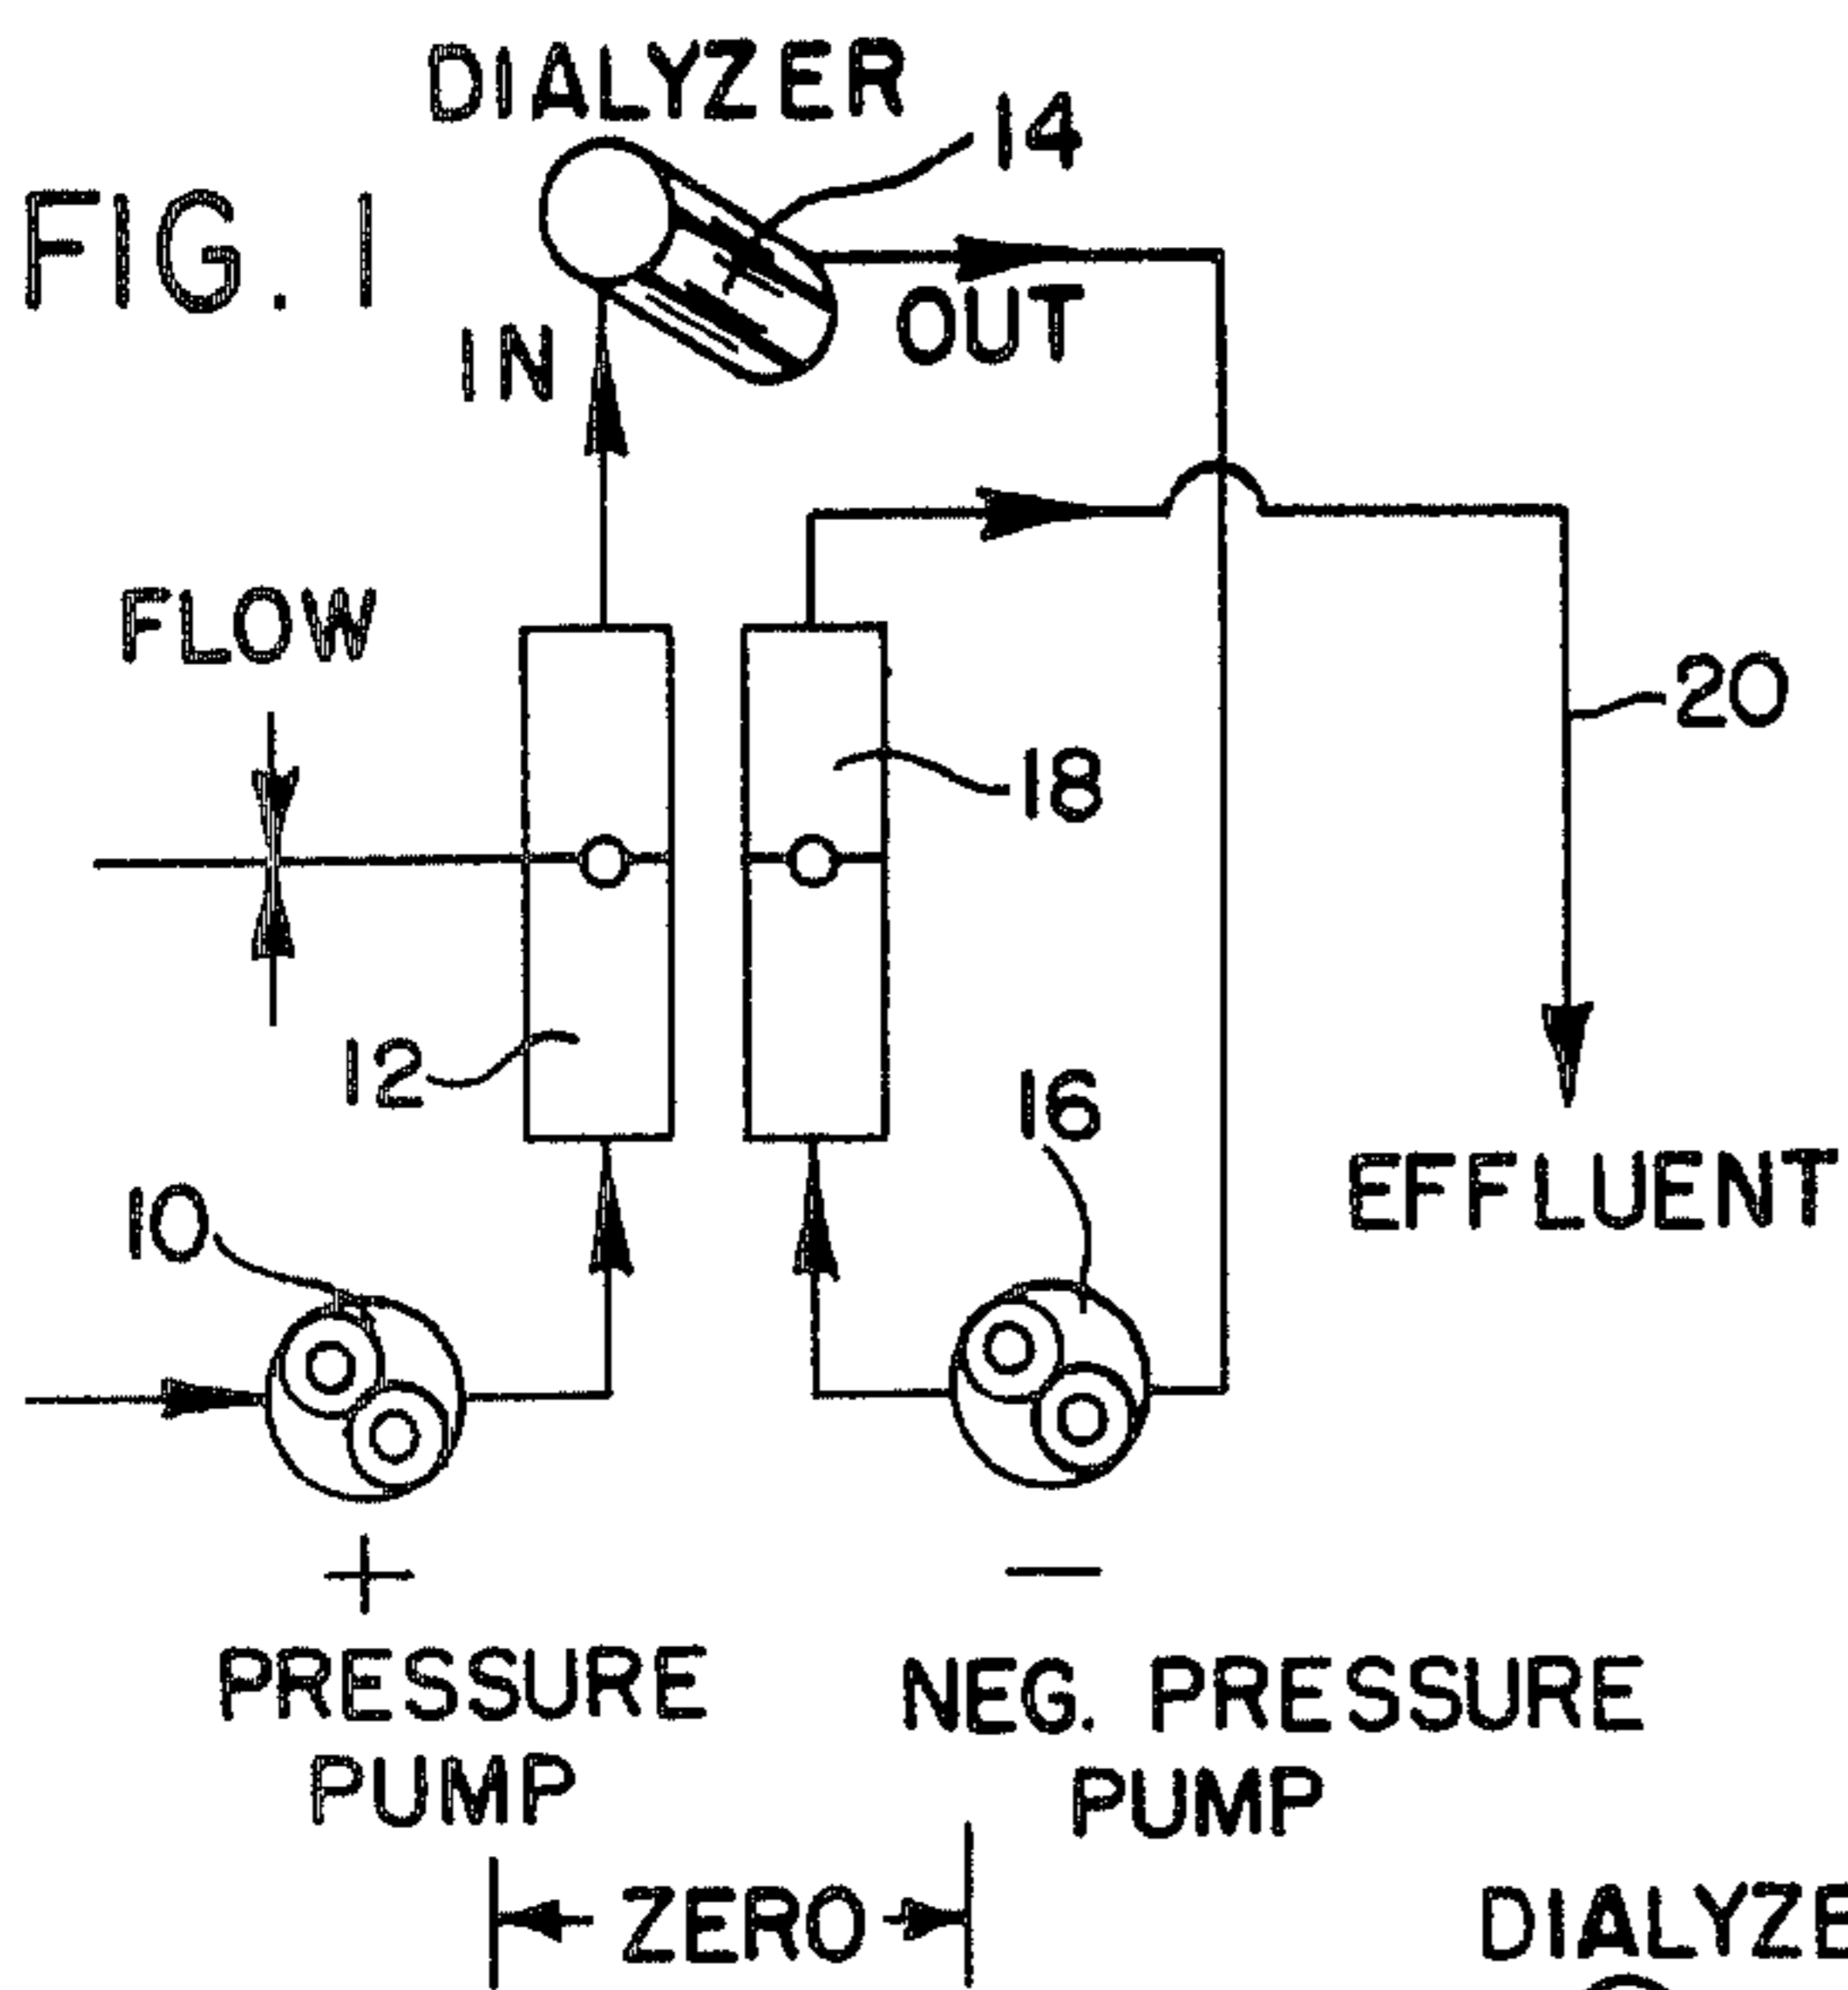 DIALYZER
14
FIG. 1
IN
OUT
FLOW
20
18
12
16
EFFLUENT
10
+ −
PRESSURE
PUMP
NEG. PRESSURE
PUMP
ZERO
DIALYZE